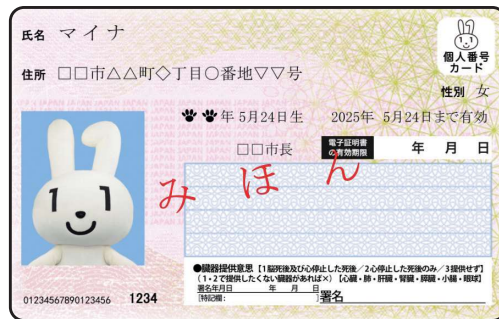 氏名 マイナ
個人番号
カード
住所 □□市△△町◇丁目○番地▽▽号
性別 女
年 5月24日生 2025年 5月24日まで有効
□□市長 電子証明書の有効期限 年 月 日
みほん
1 1
●臓器提供意思【1脳死後及び心停止した死後/2心停止した死後のみ/3提供せず】
(1・2で提供したくない臓器があれば×)【心臓・肺・肝臓・腎臓・膵臓・小腸・眼球】
署名年月日 年 月 日
[特記欄: ] 署名
01234567890123456 1234